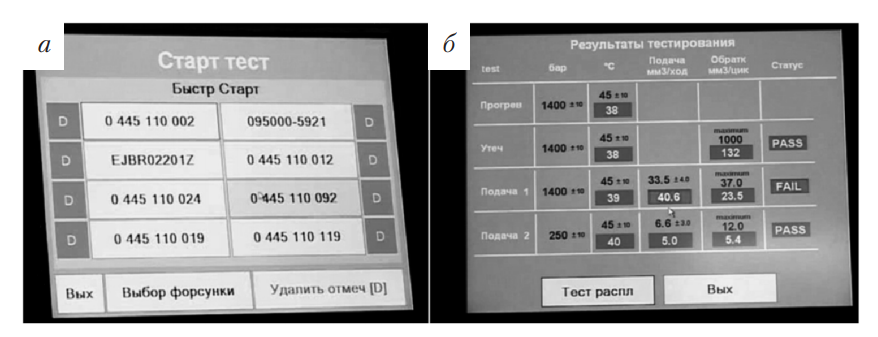 а
Старт тест
Быстр Старт
D 0 445 110 002 095000-5921 D
D EJBR02201Z 0 445 110 012 D
D 0 445 110 024 0 445 110 092 D
D 0 445 110 019 0 445 110 119 D
Вых Выбор форсунки Удалить отмеч [D]
б
Результаты тестирования
test бар °C Подача мм3/ход Обратк мм3/цик Статус
Прогрев 1400 ±10 45 ±10 38
Утеч 1400 ±10 45 ±10 38 maximum 1000 132 PASS
Подача 1 1400 ±10 45 ±10 39 33.5 ±4.0 40.6 maximum 37.0 23.5 FAIL
Подача 2 250 ±10 45 ±10 40 6.6 ±3.0 5.0 maximum 12.0 5.4 PASS
Тест распл Вых